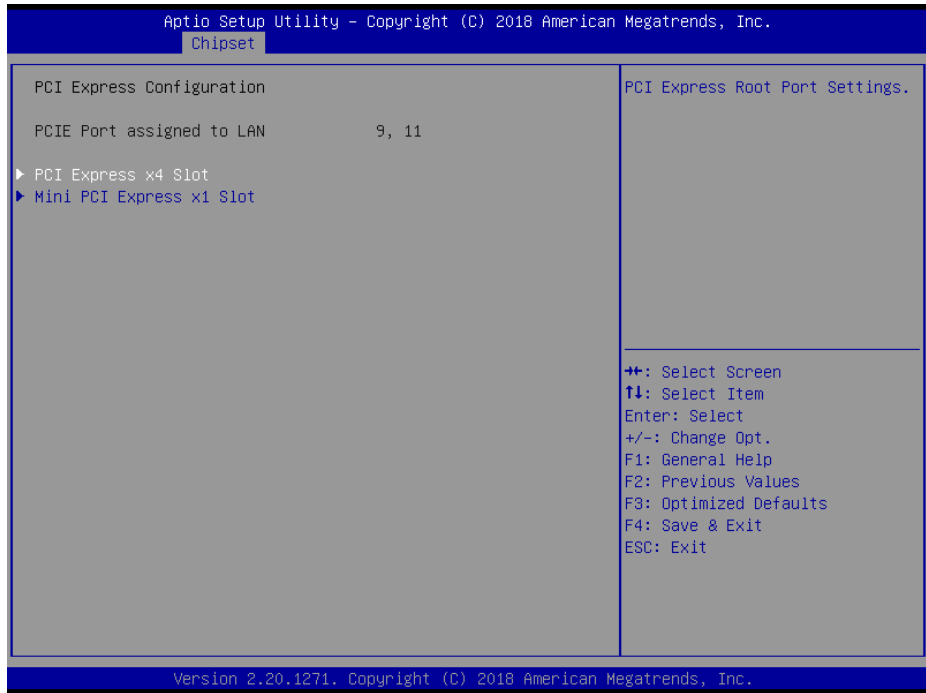 Aptio Setup Utility – Copyright (C) 2018 American Megatrends, Inc.
Chipset
PCI Express Configuration
PCIE Port assigned to LAN 9, 11
▶ PCI Express x4 Slot
▶ Mini PCI Express x1 Slot
PCI Express Root Port Settings.
→←: Select Screen
↑↓: Select Item
Enter: Select
+/-: Change Opt.
F1: General Help
F2: Previous Values
F3: Optimized Defaults
F4: Save & Exit
ESC: Exit
Version 2.20.1271. Copyright (C) 2018 American Megatrends, Inc.